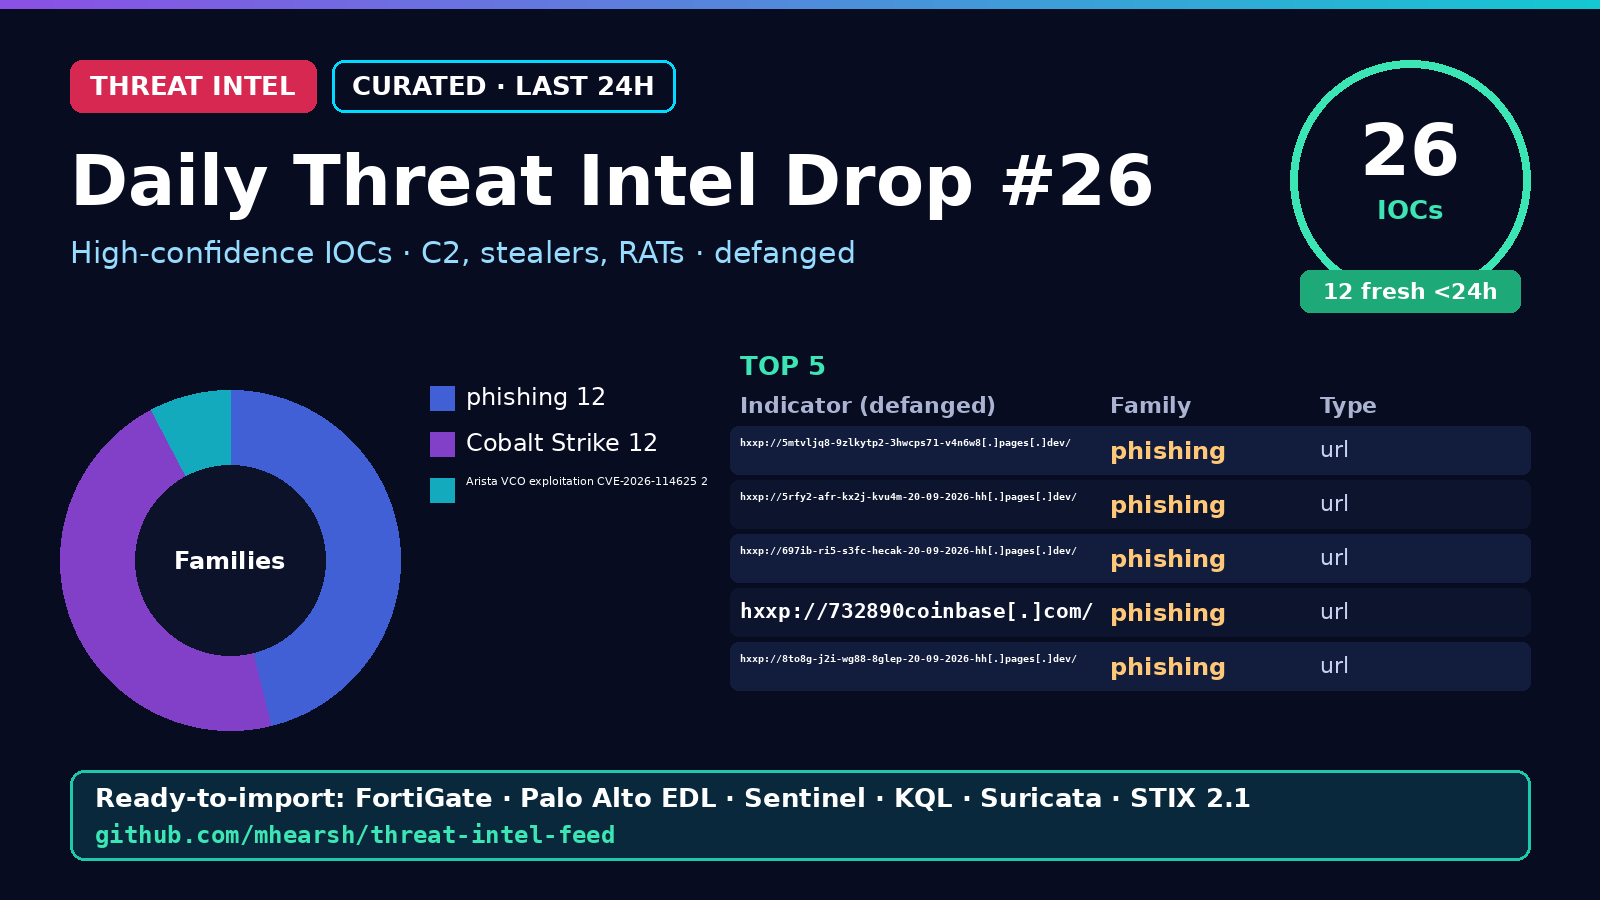 THREAT INTEL
CURATED · LAST 24H
Daily Threat Intel Drop #26
High-confidence IOCs · C2, stealers, RATs · defanged
26
IOCs
12 fresh <24h
Families
phishing 12
Cobalt Strike 12
Arista VCO exploitation CVE-2026-114625 2
TOP 5
Indicator (defanged) Family Type
hxxp://5mtvljq8-9zlkytp2-3hwcps71-v4n6w8[.]pages[.]dev/ phishing url
hxxp://5rfy2-afr-kx2j-kvu4m-20-09-2026-hh[.]pages[.]dev/ phishing url
hxxp://697ib-ri5-s3fc-hecak-20-09-2026-hh[.]pages[.]dev/ phishing url
hxxp://732890coinbase[.]com/ phishing url
hxxp://8to8g-j2i-wg88-8glep-20-09-2026-hh[.]pages[.]dev/ phishing url
Ready-to-import: FortiGate · Palo Alto EDL · Sentinel · KQL · Suricata · STIX 2.1
github.com/mhearsh/threat-intel-feed